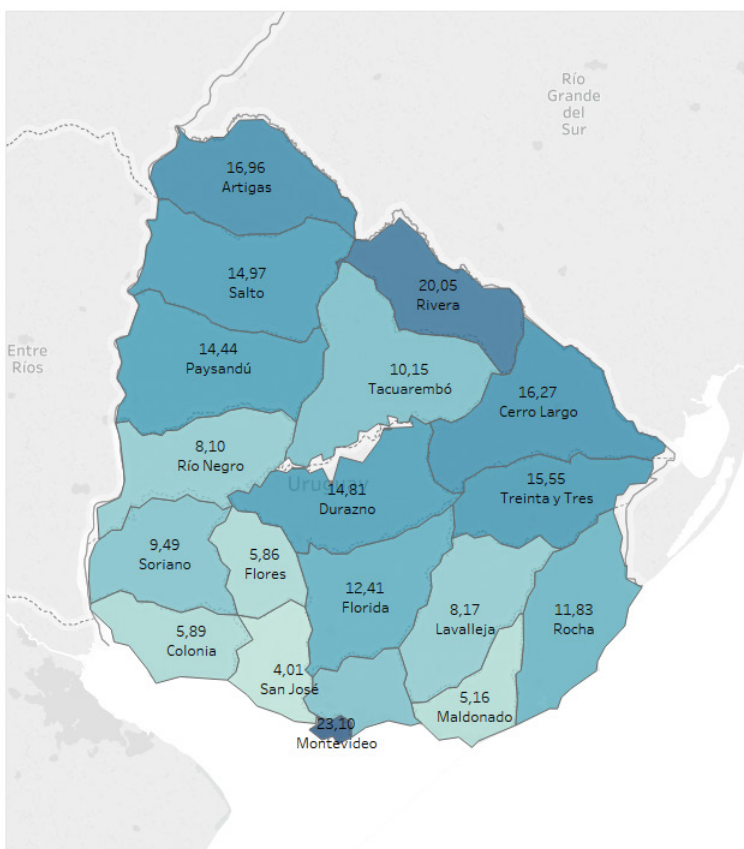 Río
Grande
del
Sur
16,96
Artigas
14,97
Salto
20,05
Rivera
Entre
Ríos
14,44
Paysandú
10,15
Tacuarembó
16,27
Cerro Largo
8,10
Río Negro
15,55
Treinta y Tres
Uruguay
14,81
Durazno
9,49
Soriano
5,86
Flores
12,41
Florida
8,17
Lavalleja
11,83
Rocha
5,89
Colonia
4,01
San José
5,16
Maldonado
23,10
Montevideo